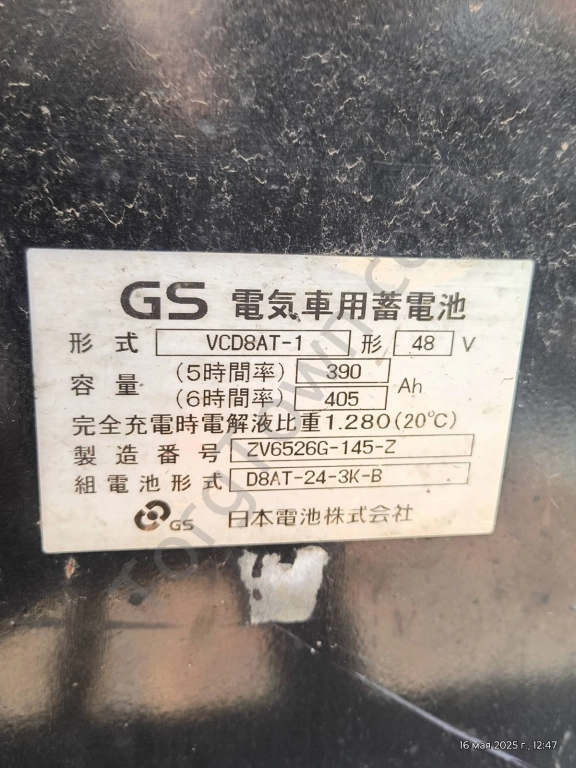 GS 電気車用蓄電池
形式 VCD8AT-1 形 48 V
容量 (5時間率) 390 Ah
(6時間率) 405
完全充電時電解液比重1.280(20℃)
製造番号 ZV6526G-145-Z
組電池形式 D8AT-24-3K-B
GS 日本電池株式会社
16 мая 2025 г., 12:47